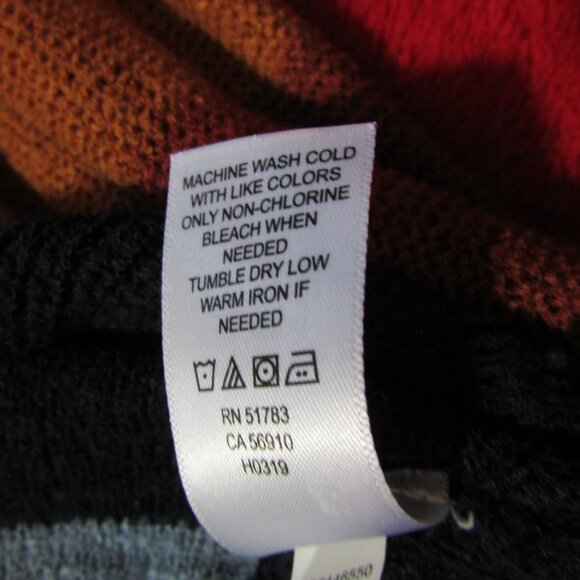 MACHINE WASH COLD
WITH LIKE COLORS
ONLY NON-CHLORINE
BLEACH WHEN
NEEDED
TUMBLE DRY LOW
WARM IRON IF
NEEDED
RN 51783
CA 56910
H0319